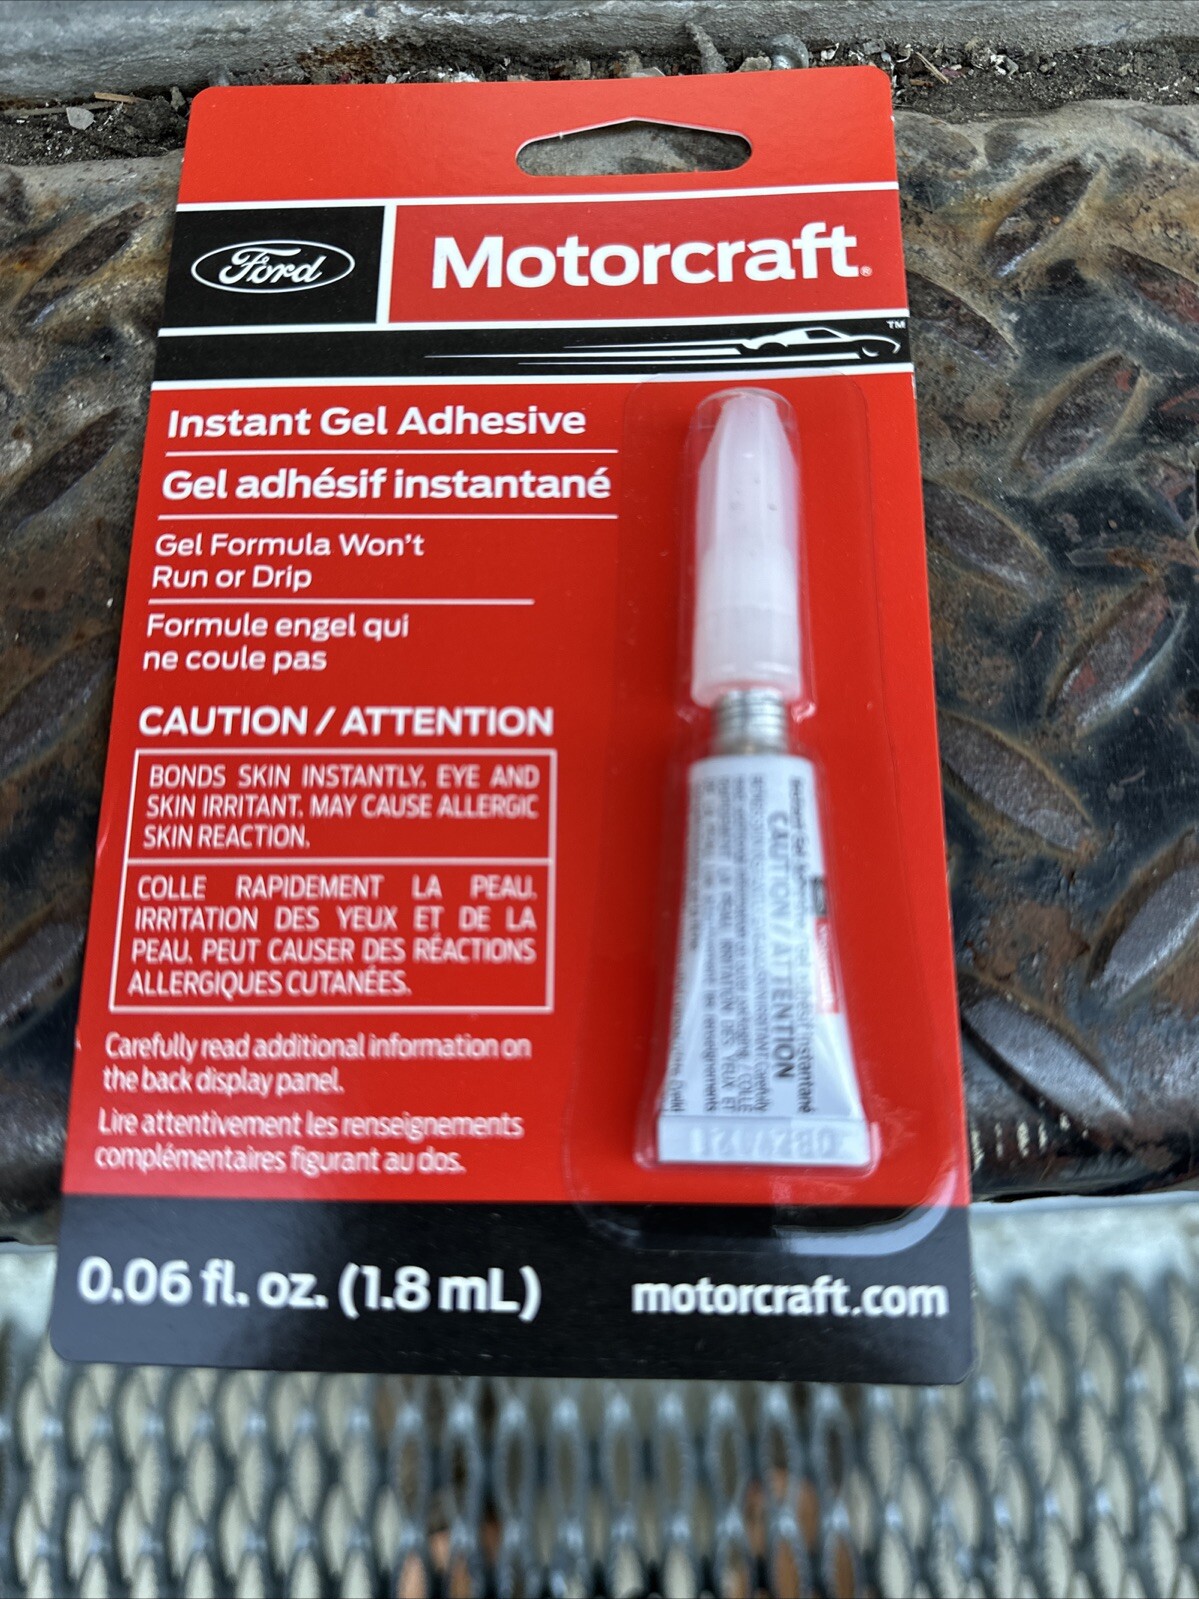 Ford
Motorcraft®
TM
Instant Gel Adhesive
Gel adhésif instantané
Gel Formula Won't
Run or Drip
Formule engel qui
ne coule pas
CAUTION / ATTENTION
BONDS SKIN INSTANTLY. EYE AND
SKIN IRRITANT. MAY CAUSE ALLERGIC
SKIN REACTION.
COLLE RAPIDEMENT LA PEAU.
IRRITATION DES YEUX ET DE LA
PEAU. PEUT CAUSER DES RÉACTIONS
ALLERGIQUES CUTANÉES.
Carefully read additional information on
the back display panel.
Lire attentivement les renseignements
complémentaires figurant au dos.
0.06 fl. oz. (1.8 mL)
motorcraft.com
CAUTION/ATTENTION